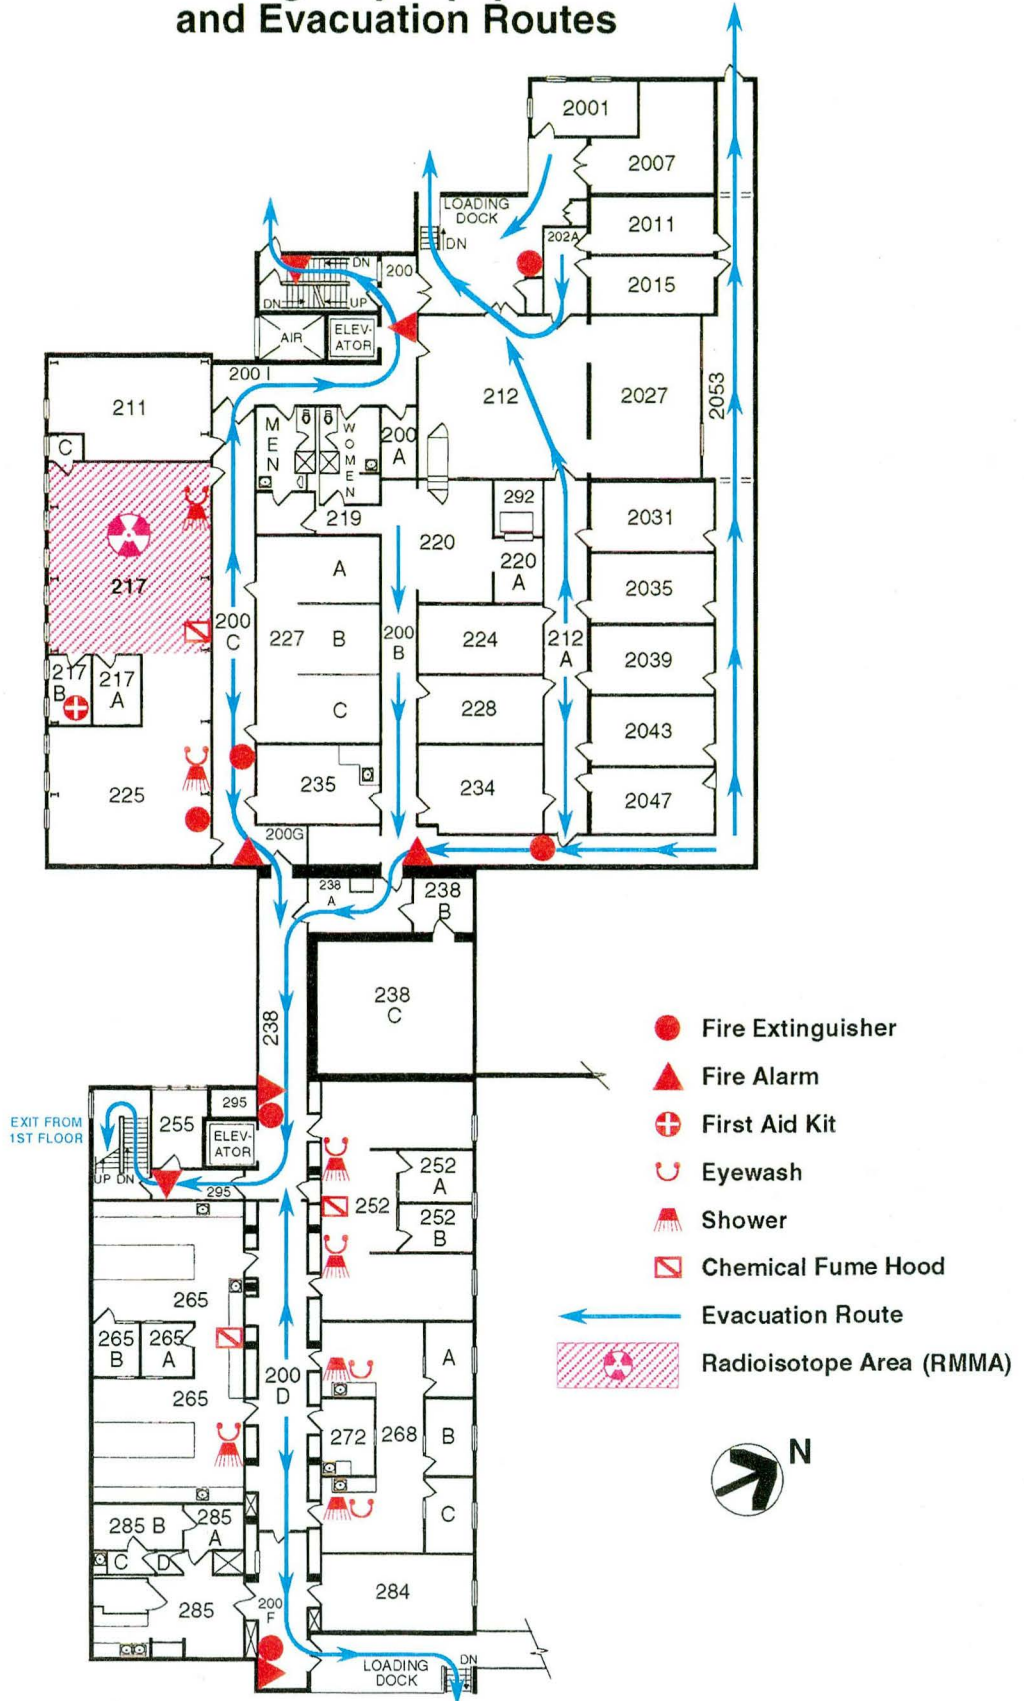 and Evacuation Routes
2001
2007
LOADING
DOCK
DN
202A
2011
2015
DN
DN
UP
200
AIR
ELEV-
ATOR
200 I
211
C
MEN
WOMEN
200
A
212
2027
2053
217
219
220
292
220
A
2031
2035
2039
2043
2047
200
C
227
A
B
C
200
B
224
228
234
212
A
217
B
217
A
225
235
200G
238
A
238
B
238
C
238
Fire Extinguisher
Fire Alarm
First Aid Kit
Eyewash
Shower
Chemical Fume Hood
Evacuation Route
Radioisotope Area (RMMA)
N
EXIT FROM
1ST FLOOR
UP DN
255
295
ELEV-
ATOR
295
252
252
A
252
B
265
265
B
265
A
265
200
D
A
272
268
B
C
285 B
285
A
C
D
285
200
F
284
LOADING
DOCK
DN